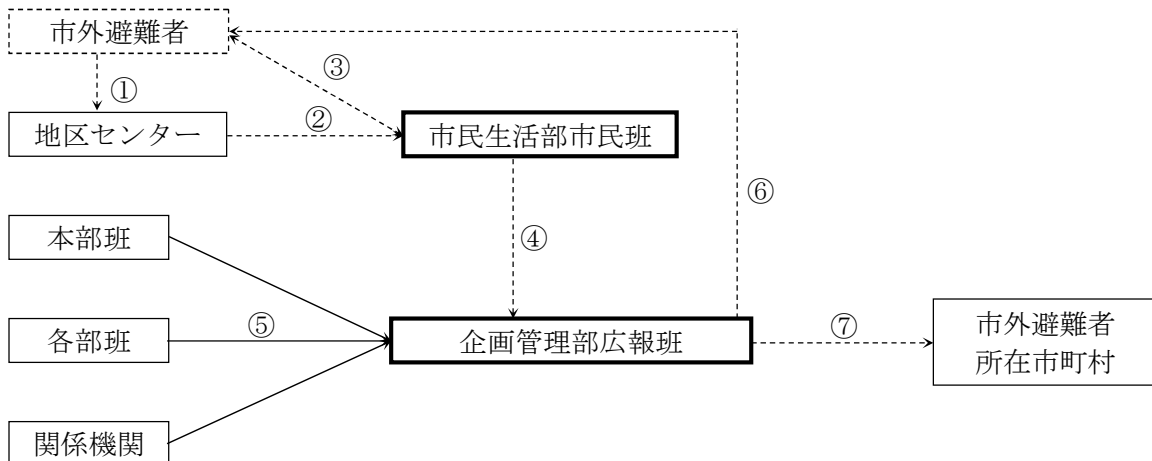 市外避難者
①
③
地区センター
②
市民生活部市民班
⑥
本部班
④
各部班
⑤
企画管理部広報班
⑦
市外避難者
所在市町村
関係機関